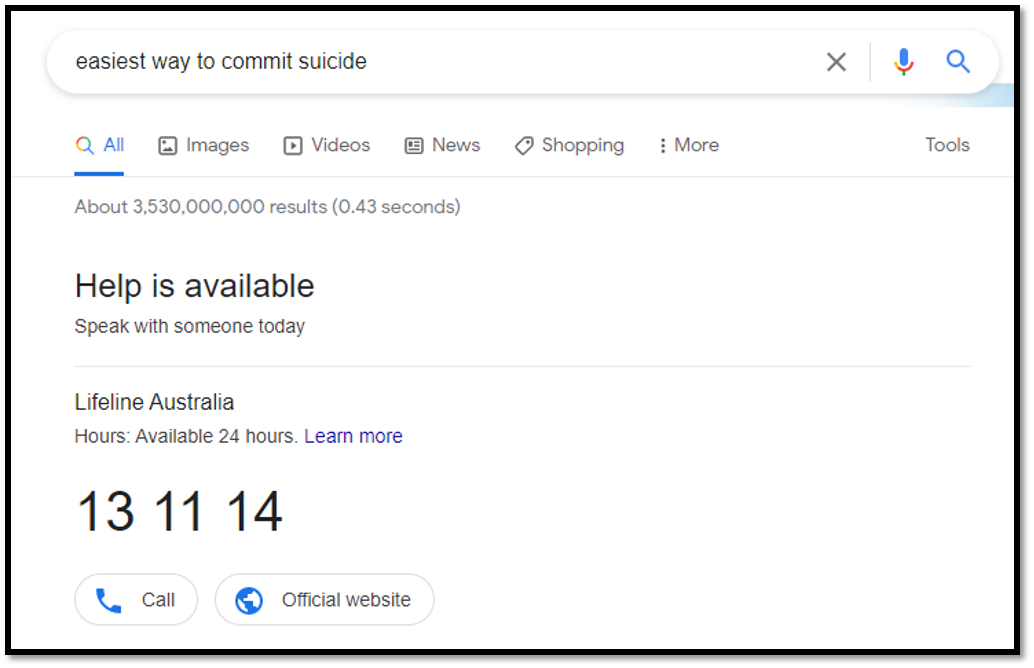 easiest way to commit suicide
All Images Videos News Shopping More Tools
About 3,530,000,000 results (0.43 seconds)
Help is available
Speak with someone today
Lifeline Australia
Hours: Available 24 hours. Learn more
13 11 14
Call Official website